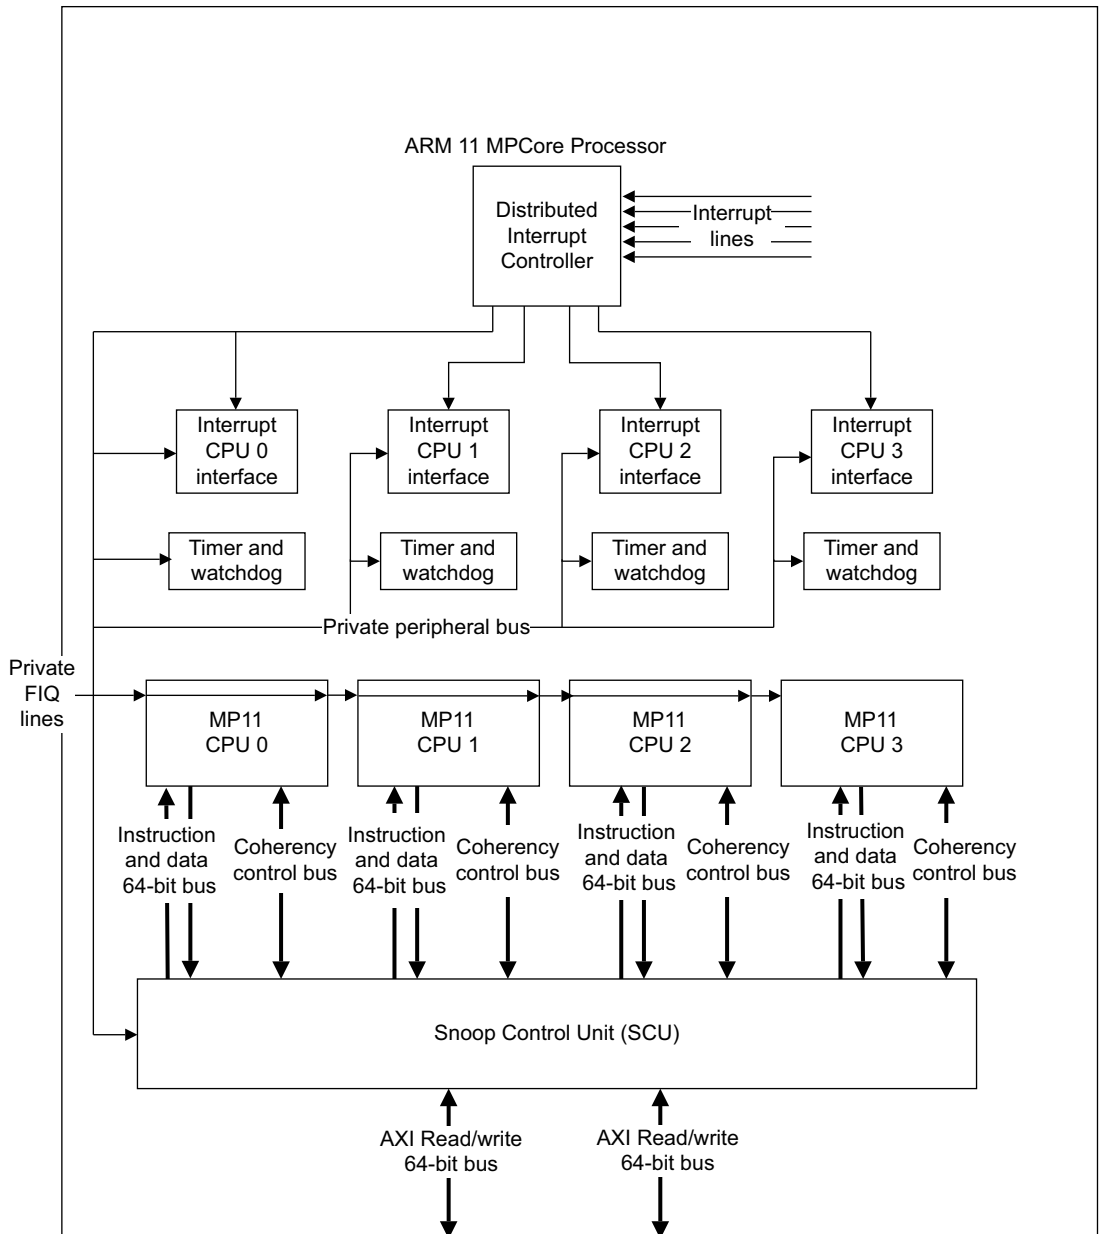 ARM 11 MPCore Processor
Distributed
Interrupt
Controller
Interrupt
lines
Interrupt
CPU 0
interface
Interrupt
CPU 1
interface
Interrupt
CPU 2
interface
Interrupt
CPU 3
interface
Timer and
watchdog
Timer and
watchdog
Timer and
watchdog
Timer and
watchdog
Private peripheral bus
Private
FIQ
lines
MP11
CPU 0
MP11
CPU 1
MP11
CPU 2
MP11
CPU 3
Instruction
and data
64-bit bus
Coherency
control bus
Instruction
and data
64-bit bus
Coherency
control bus
Instruction
and data
64-bit bus
Coherency
control bus
Instruction
and data
64-bit bus
Coherency
control bus
Snoop Control Unit (SCU)
AXI Read/write
64-bit bus
AXI Read/write
64-bit bus